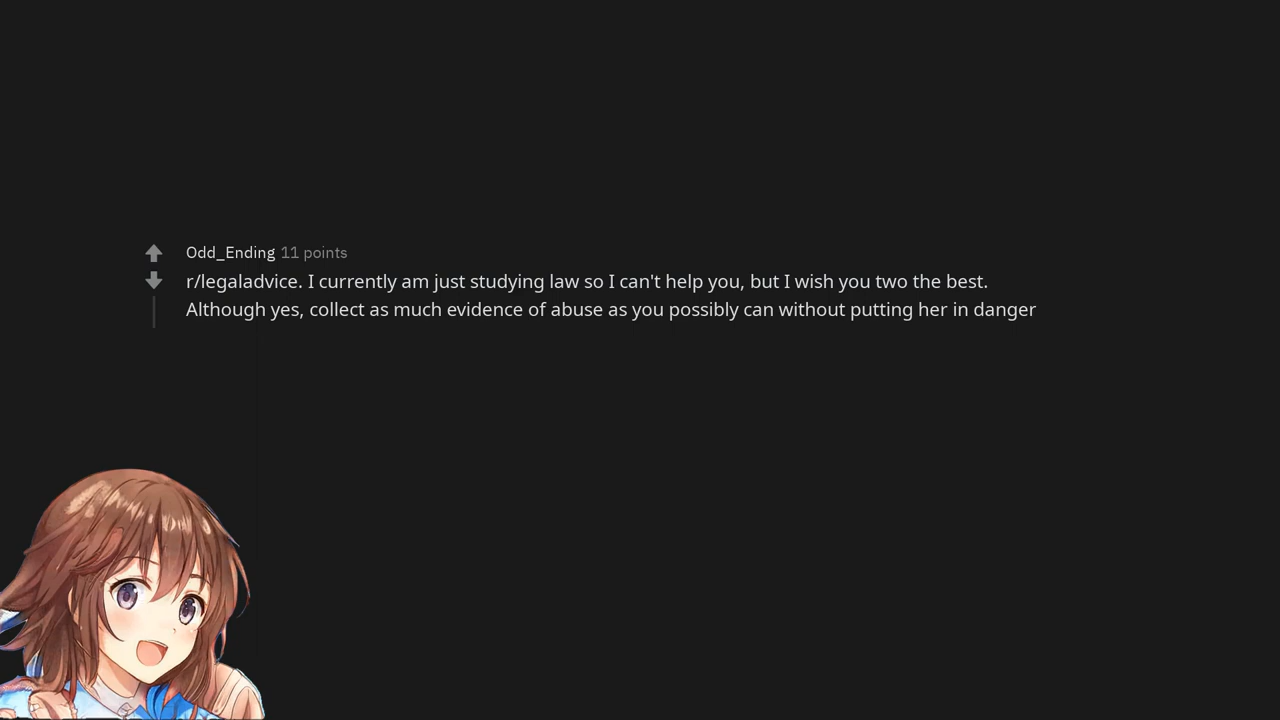 Odd_Ending 11 points
r/legaladvice. I currently am just studying law so I can't help you, but I wish you two the best.
Although yes, collect as much evidence of abuse as you possibly can without putting her in danger